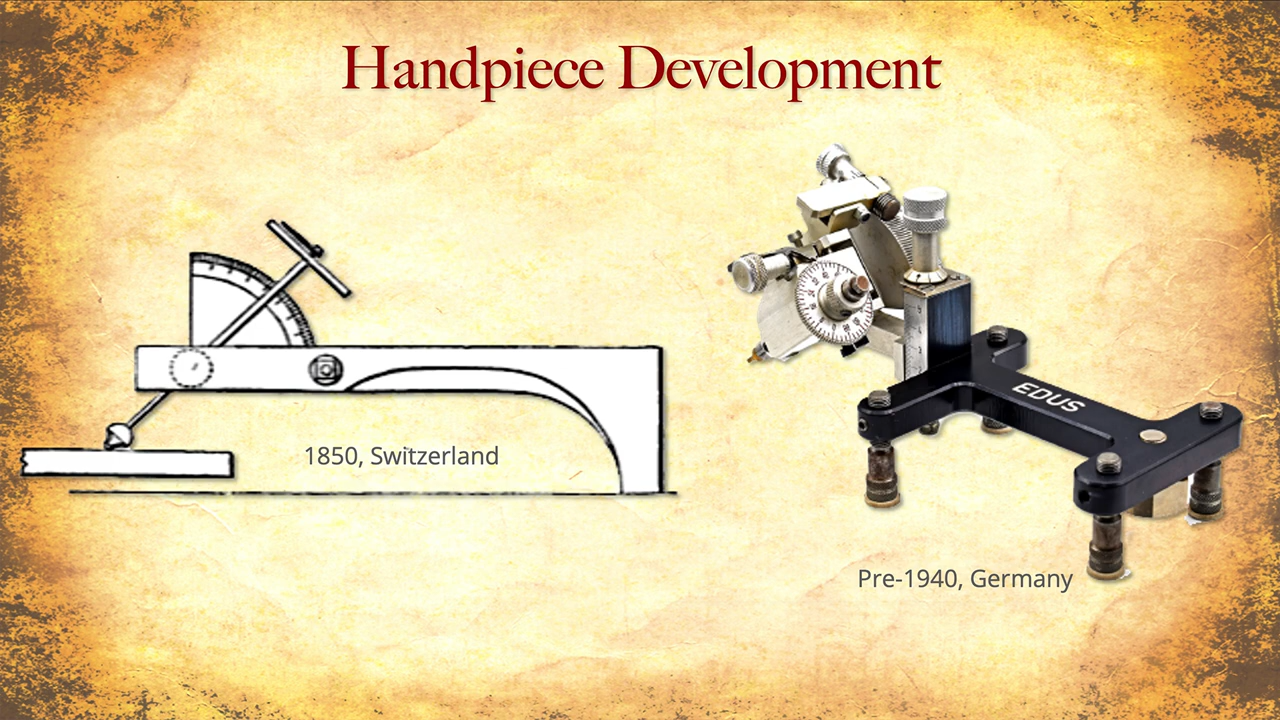 Handpiece Development
EDUS
1850, Switzerland
Pre-1940, Germany